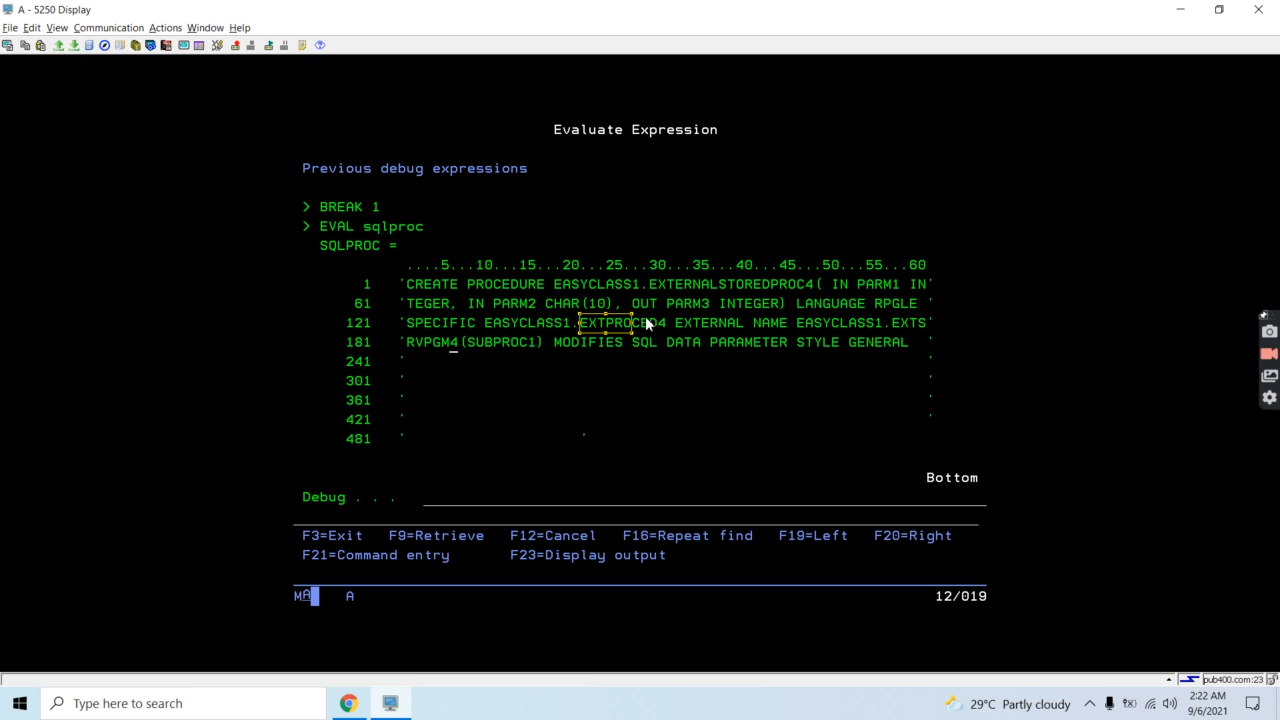 A - 5250 Display
File Edit View Communication Actions Window Help
Evaluate Expression
Previous debug expressions
> BREAK 1
> EVAL sqlproc
SQLPROC =
....5...10...15...20...25...30...35...40...45...50...55...60
1 'CREATE PROCEDURE EASYCLASS1.EXTERNALSTOREDPROC4( IN PARM1 IN'
61 'TEGER, IN PARM2 CHAR(10), OUT PARM3 INTEGER) LANGUAGE RPGLE '
121 'SPECIFIC EASYCLASS1.EXTPROCED4 EXTERNAL NAME EASYCLASS1.EXTS'
181 'RVPGM4(SUBPROC1) MODIFIES SQL DATA PARAMETER STYLE GENERAL '
241 ' '
301 ' '
361 ' '
421 ' '
481 ' '
Bottom
Debug . . .
F3=Exit F9=Retrieve F12=Cancel F16=Repeat find F19=Left F20=Right
F21=Command entry F23=Display output
MA A 12/019
pub400.com:23
Type here to search
29°C Partly cloudy
2:22 AM
9/6/2021